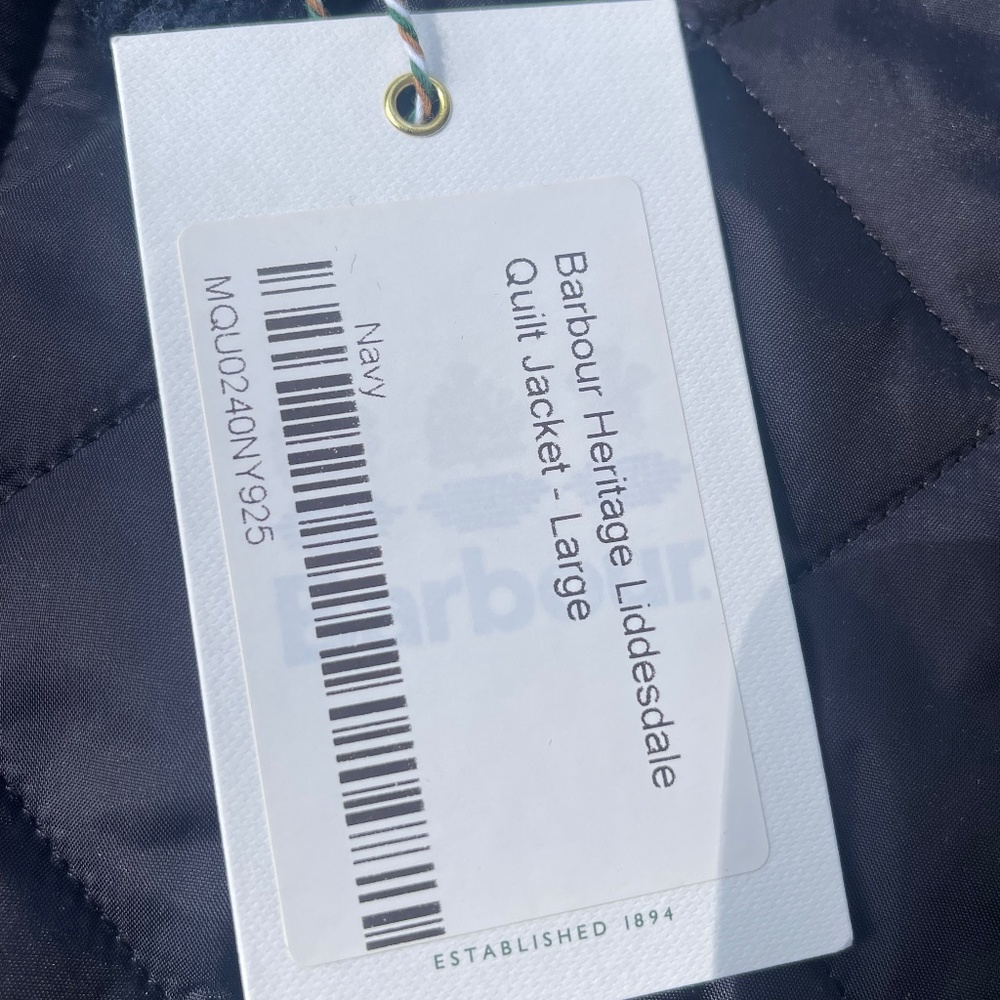 Barbour Heritage Liddesdale
Quilt Jacket - Large
Navy
MQU0240NY925
Barbour.
ESTABLISHED 1894